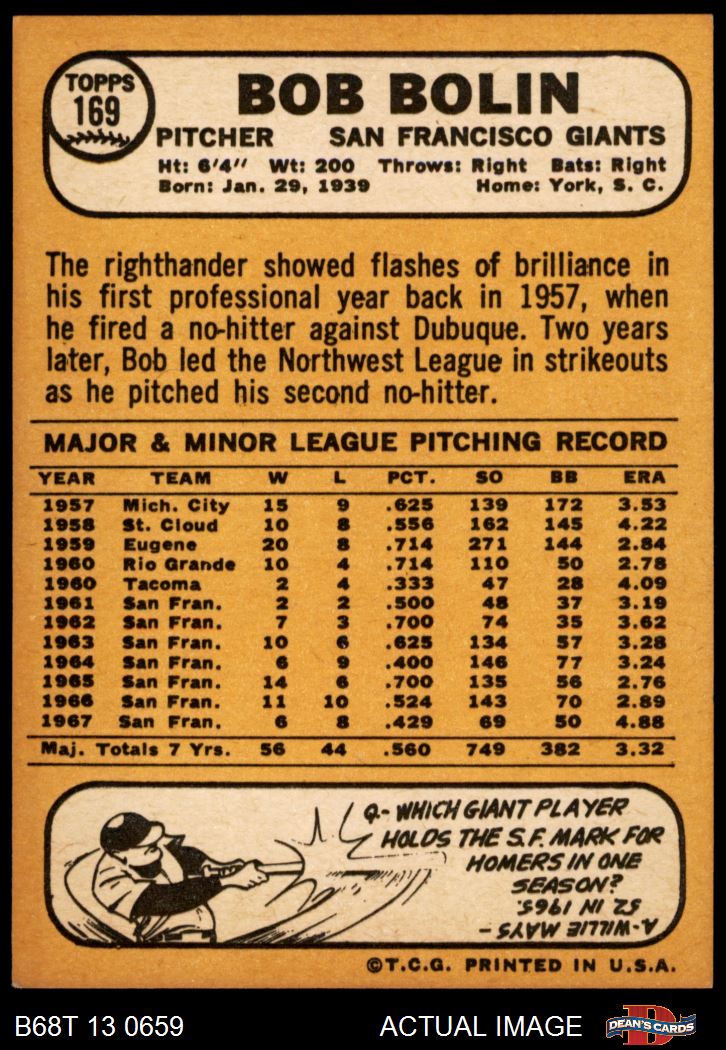 TOPPS
169
BOB BOLIN
PITCHER SAN FRANCISCO GIANTS
Ht: 6'4" Wt: 200 Throws: Right Bats: Right
Born: Jan. 29, 1939 Home: York, S. C.
The righthander showed flashes of brilliance in
his first professional year back in 1957, when
he fired a no-hitter against Dubuque. Two years
later, Bob led the Northwest League in strikeouts
as he pitched his second no-hitter.
MAJOR & MINOR LEAGUE PITCHING RECORD
YEAR TEAM W L PCT. SO BB ERA
1957 Mich. City 15 9 .625 139 172 3.53
1958 St. Cloud 10 8 .556 162 145 4.22
1959 Eugene 20 8 .714 271 144 2.84
1960 Rio Grande 10 4 .714 110 50 2.78
1960 Tacoma 2 4 .333 47 28 4.09
1961 San Fran. 2 2 .500 48 37 3.19
1962 San Fran. 7 3 .700 74 35 3.62
1963 San Fran. 10 6 .625 134 57 3.28
1964 San Fran. 6 9 .400 146 77 3.24
1965 San Fran. 14 6 .700 135 56 2.76
1966 San Fran. 11 10 .524 143 70 2.89
1967 San Fran. 6 8 .429 69 50 4.88
Maj. Totals 7 Yrs. 56 44 .560 749 382 3.32
Q- WHICH GIANT PLAYER
HOLDS THE S.F. MARK FOR
HOMERS IN ONE
SEASON?
A- WILLIE MAYS -
52 IN 1965.
©T.C.G. PRINTED IN U.S.A.
B68T 13 0659 ACTUAL IMAGE
D
DEAN'S CARDS